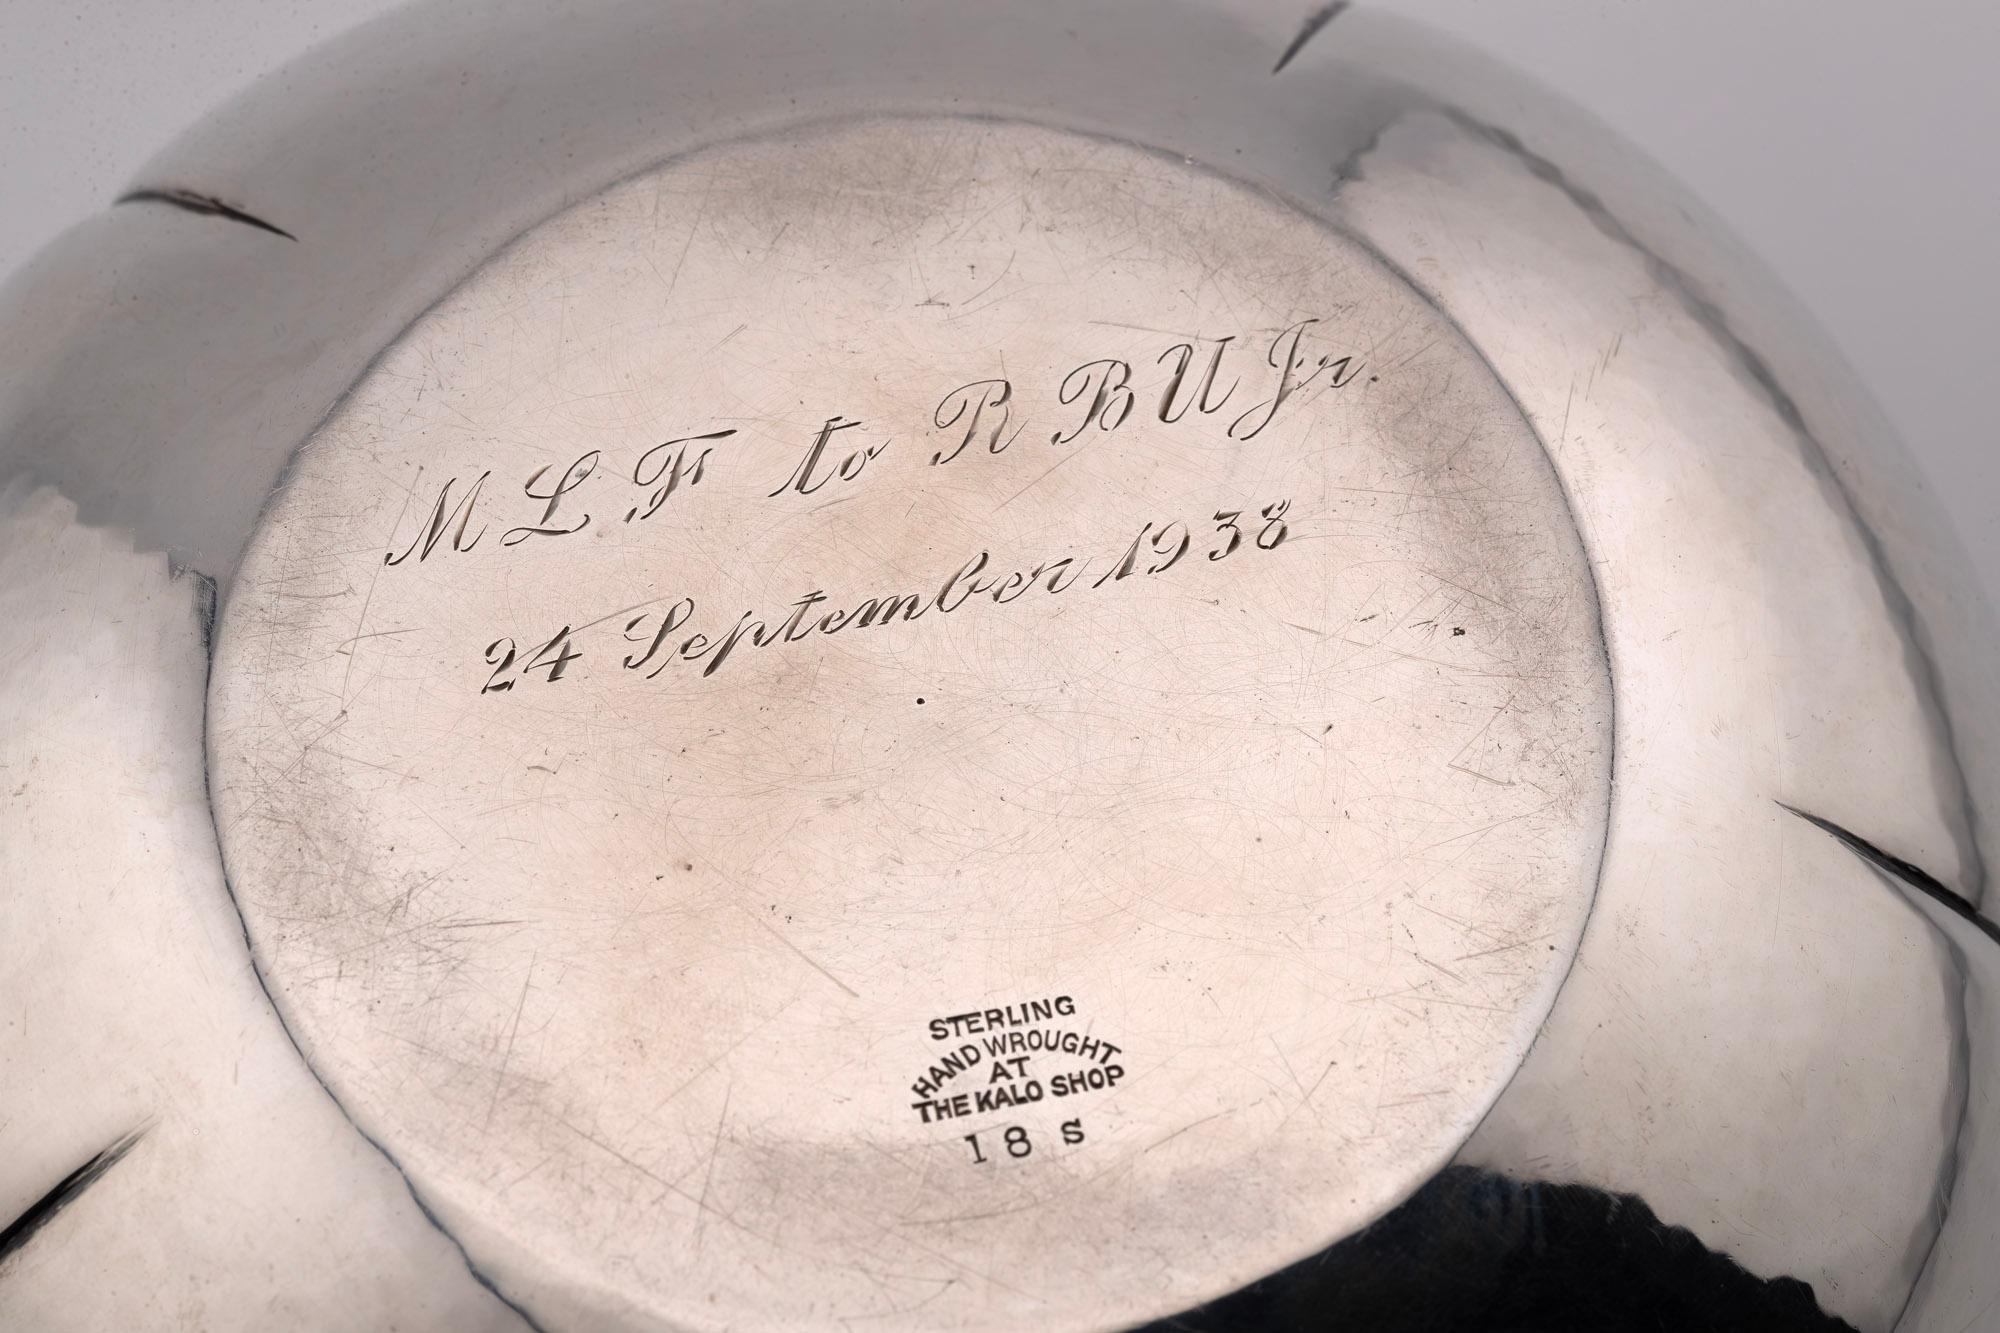 M L F to R B U Jr.
24 September 1938
STERLING
HAND WROUGHT
AT
THE KALO SHOP
18 s